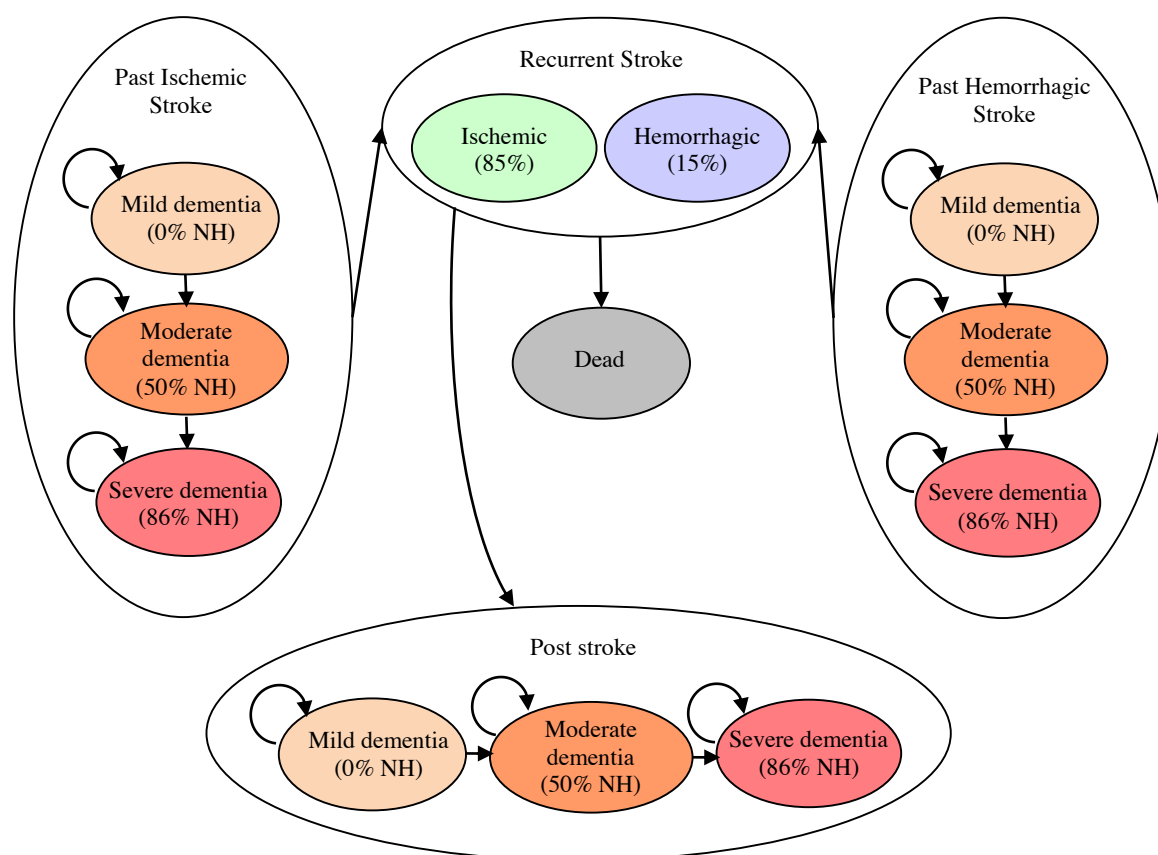 Past Ischemic
Stroke
Mild dementia
(0% NH)
Moderate
dementia
(50% NH)
Severe dementia
(86% NH)
Recurrent Stroke
Ischemic
(85%)
Hemorrhagic
(15%)
Dead
Past Hemorrhagic
Stroke
Mild dementia
(0% NH)
Moderate
dementia
(50% NH)
Severe dementia
(86% NH)
Post stroke
Mild dementia
(0% NH)
Moderate
dementia
(50% NH)
Severe dementia
(86% NH)